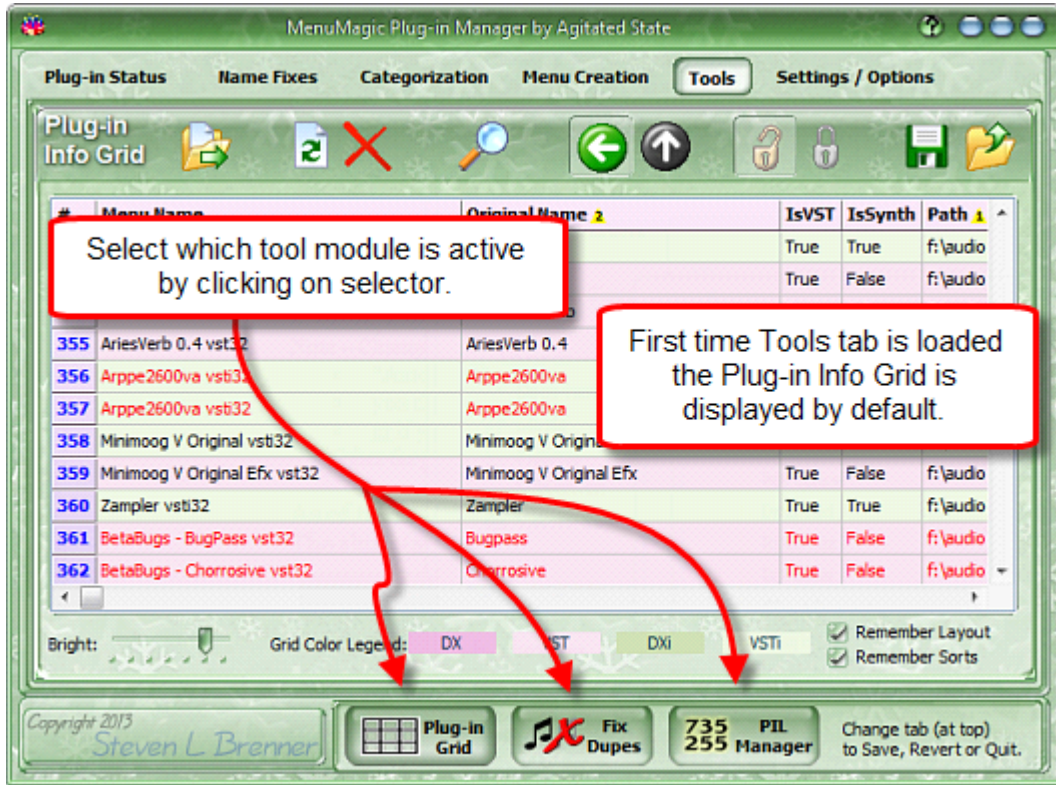 MenuMagic Plug-in Manager by Agitated State
Plug-in Status Name Fixes Categorization Menu Creation Tools Settings / Options
Plug-in
Info Grid
# Menu Name Original Name 2 IsVST IsSynth Path 1
True True f:\audio
True False f:\audio
Select which tool module is active
by clicking on selector.
355 AriesVerb 0.4 vst32 AriesVerb 0.4
356 Arppe2600va vsti32 Arppe2600va
357 Arppe2600va vsti32 Arppe2600va
358 Minimoog V Original vsti32 Minimoog V Original
First time Tools tab is loaded
the Plug-in Info Grid is
displayed by default.
359 Minimoog V Original Efx vst32 Minimoog V Original Efx True False f:\audio
360 Zampler vsti32 Zampler True True f:\audio
361 BetaBugs - BugPass vst32 Bugpass True False f:\audio
362 BetaBugs - Chorrosive vst32 Chorrosive True False f:\audio
Bright: Grid Color Legend: DX VST DXi VSTi
Remember Layout
Remember Sorts
Copyright 2013
Steven L Brenner
Plug-in
Grid
Fix
Dupes
735
255
PIL
Manager
Change tab (at top)
to Save, Revert or Quit.